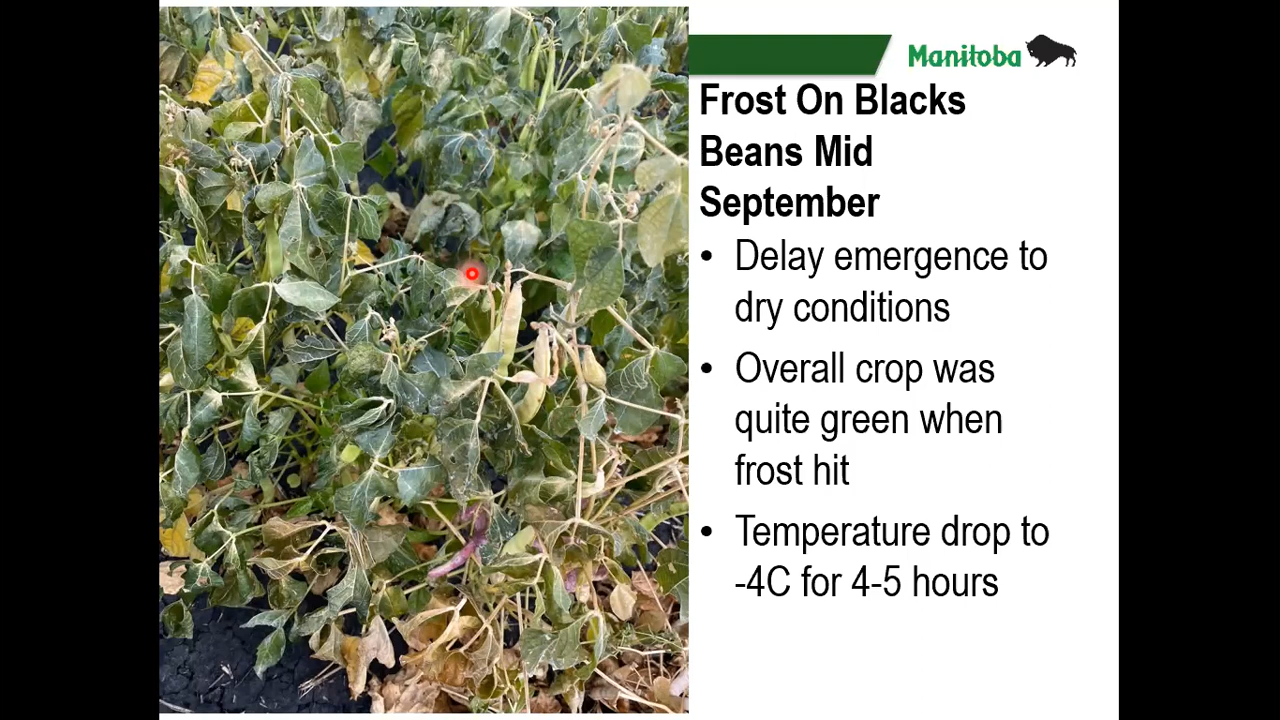 Manitoba
Frost On Blacks
Beans Mid
September
• Delay emergence to
dry conditions
• Overall crop was
quite green when
frost hit
• Temperature drop to
-4C for 4-5 hours